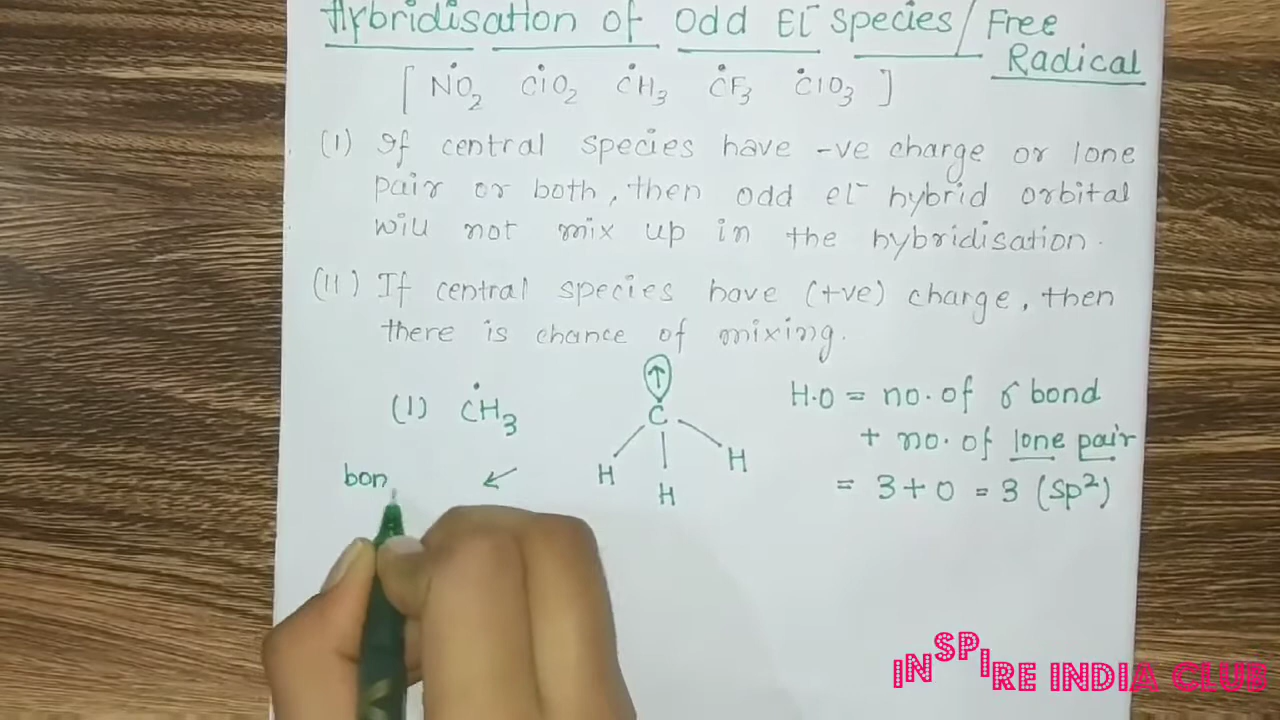 Hybridisation of Odd El⁻ Species / Free
Radical
[ ṄO₂ ĊlO₂ ĊH₃ ĊF₃ ĊlO₃ ]
(I) If central species have -ve charge or lone
pair or both, then odd el⁻ hybrid orbital
will not mix up in the hybridisation.
(II) If central species have (+ve) charge, then
there is chance of mixing.
(I) ĊH₃
↑
C
H H
H
H.O = no. of σ bond
+ no. of lone pair
= 3 + 0 = 3 (sp²)
bon
INSPIRE INDIA CLUB